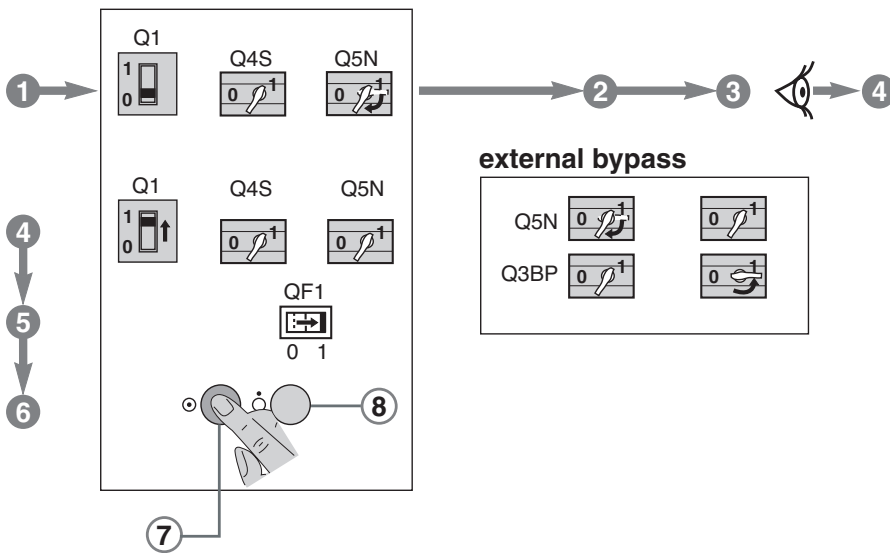 Q1 Q4S Q5N
1 0 0 1 0 1
1 2 3 4
external bypass
Q1 Q4S Q5N
1 0 0 1 0 1
Q5N 0 1 0 1
Q3BP 0 1 0 1
4
QF1
5
0 1
6
8
7